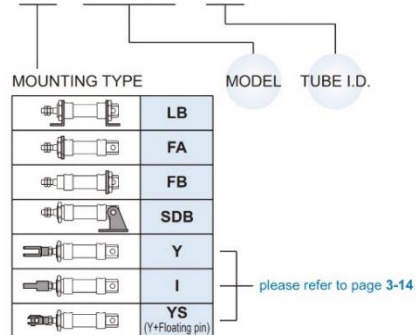 MOUNTING TYPE
MODEL
TUBE I.D.
LB
FA
FB
SDB
Y
I
YS
(Y+Floating pin)
please refer to page 3-14